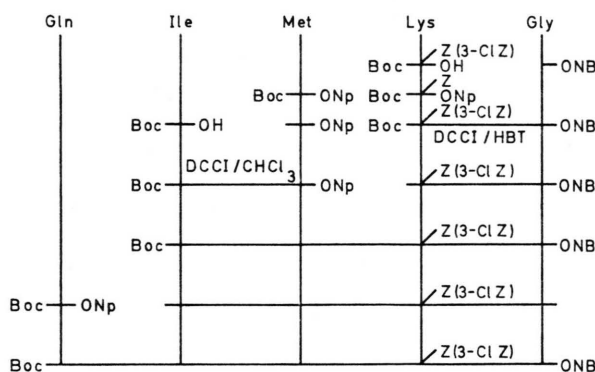 Gln Ile Met Lys Gly
Z(3-ClZ)
Boc OH ONB
Z
Boc ONp Boc ONp
Z(3-ClZ)
Boc OH ONp Boc ONB
DCCI/HBT
DCCI/CHCl3 Z(3-ClZ)
Boc ONp ONB
Z(3-ClZ)
Boc ONB
Z(3-ClZ)
Boc ONp
Z(3-ClZ)
Boc ONB